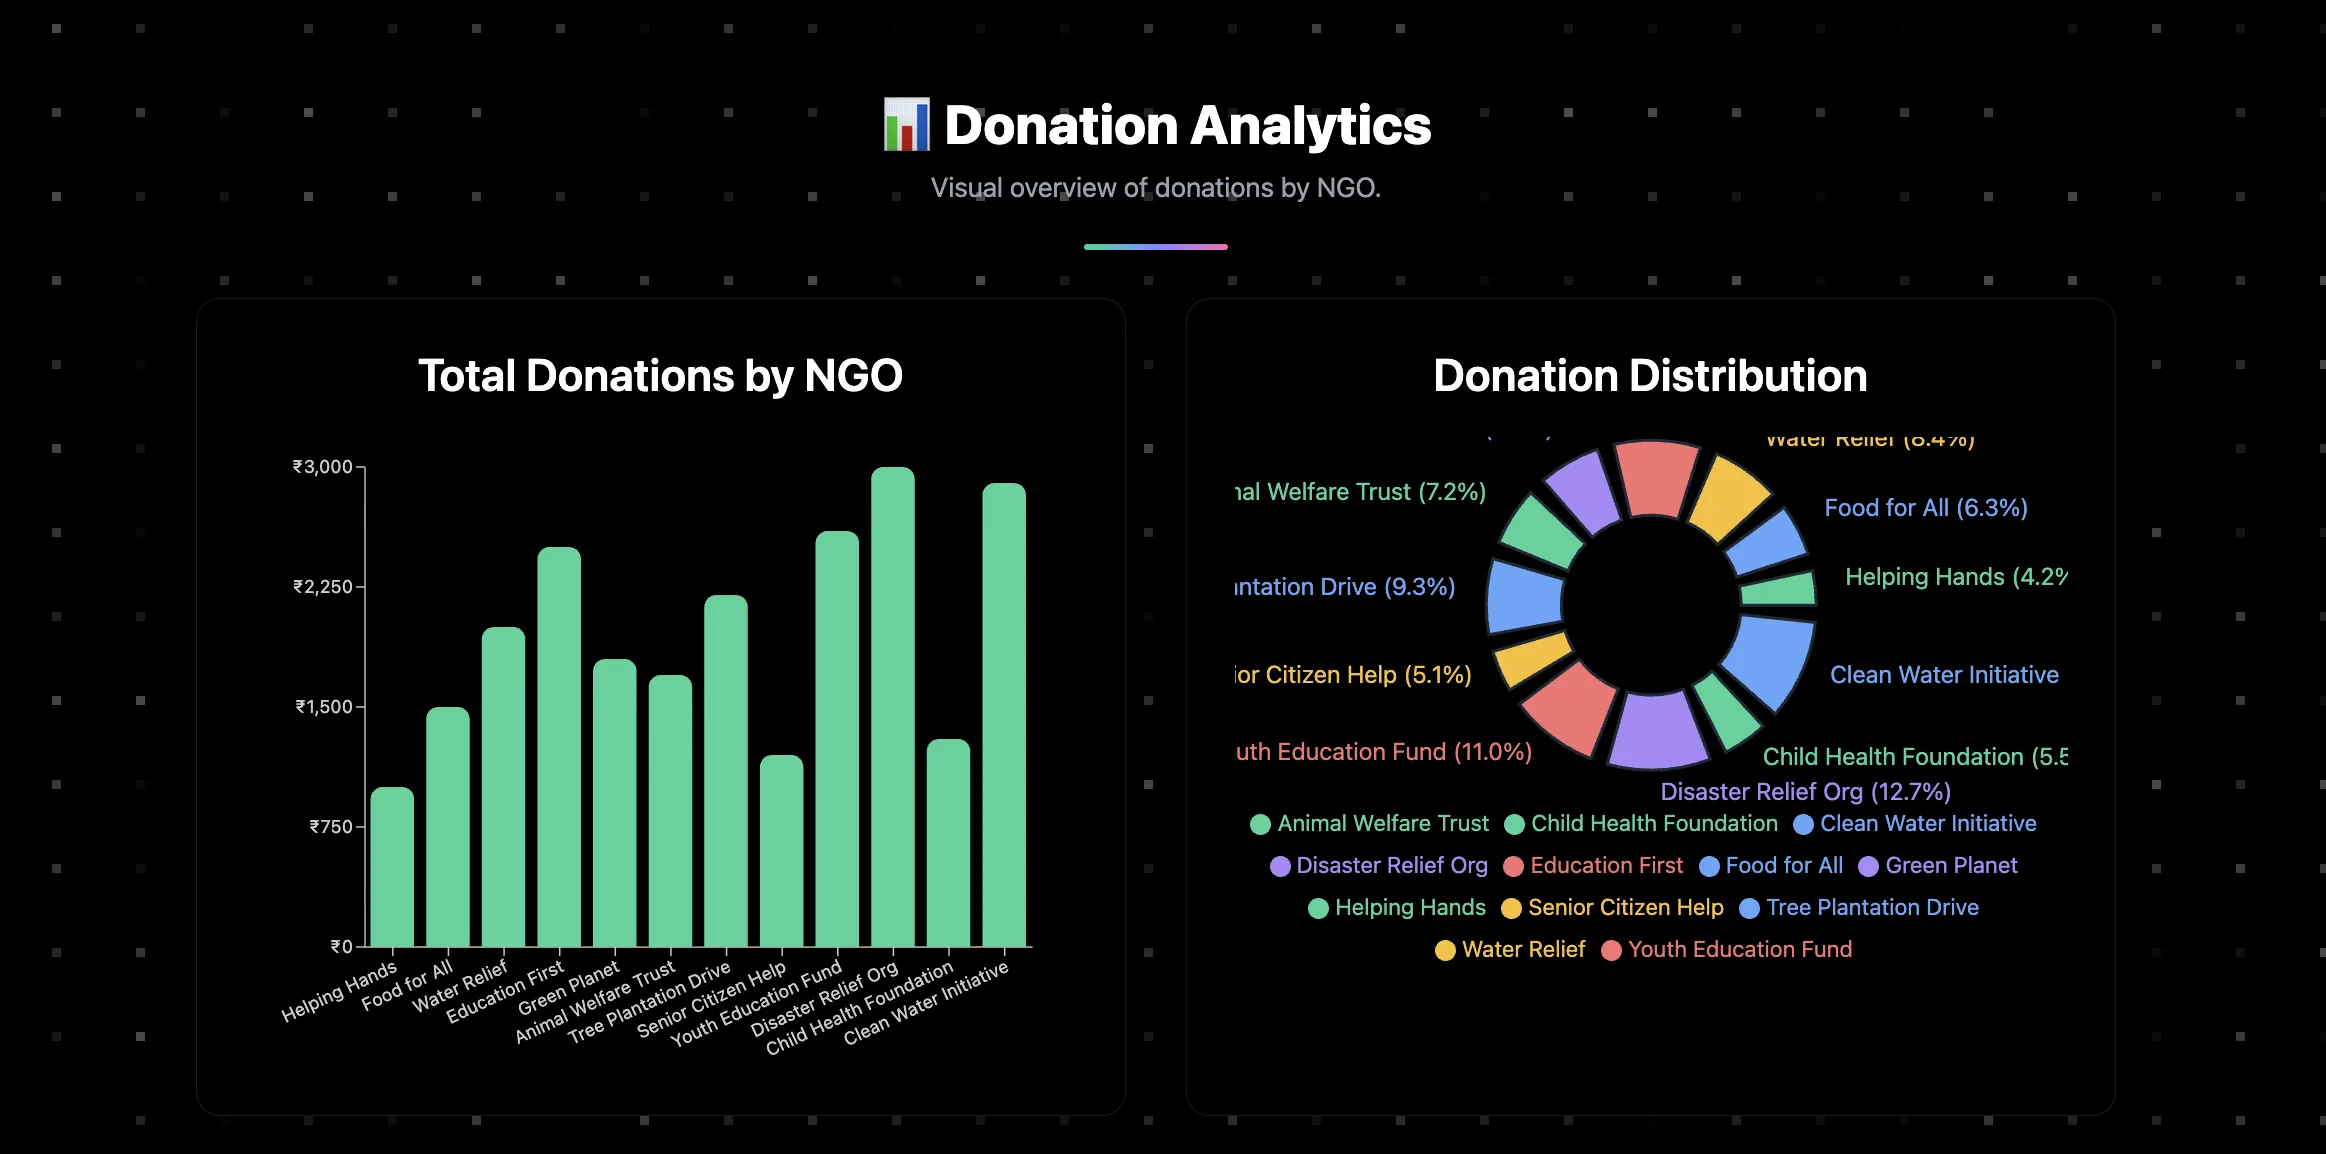 Donation Analytics
Visual overview of donations by NGO.
Total Donations by NGO
₹3,000
₹2,250
₹1,500
₹750
₹0
Helping Hands
Food for All
Water Relief
Education First
Green Planet
Animal Welfare Trust
Tree Plantation Drive
Senior Citizen Help
Youth Education Fund
Disaster Relief Org
Child Health Foundation
Clean Water Initiative
Donation Distribution
Water Relief (8.4%)
nal Welfare Trust (7.2%)
Food for All (6.3%)
Helping Hands (4.2%
ntation Drive (9.3%)
ior Citizen Help (5.1%)
Clean Water Initiative
uth Education Fund (11.0%)
Child Health Foundation (5.5
Disaster Relief Org (12.7%)
Animal Welfare Trust Child Health Foundation Clean Water Initiative
Disaster Relief Org Education First Food for All Green Planet
Helping Hands Senior Citizen Help Tree Plantation Drive
Water Relief Youth Education Fund